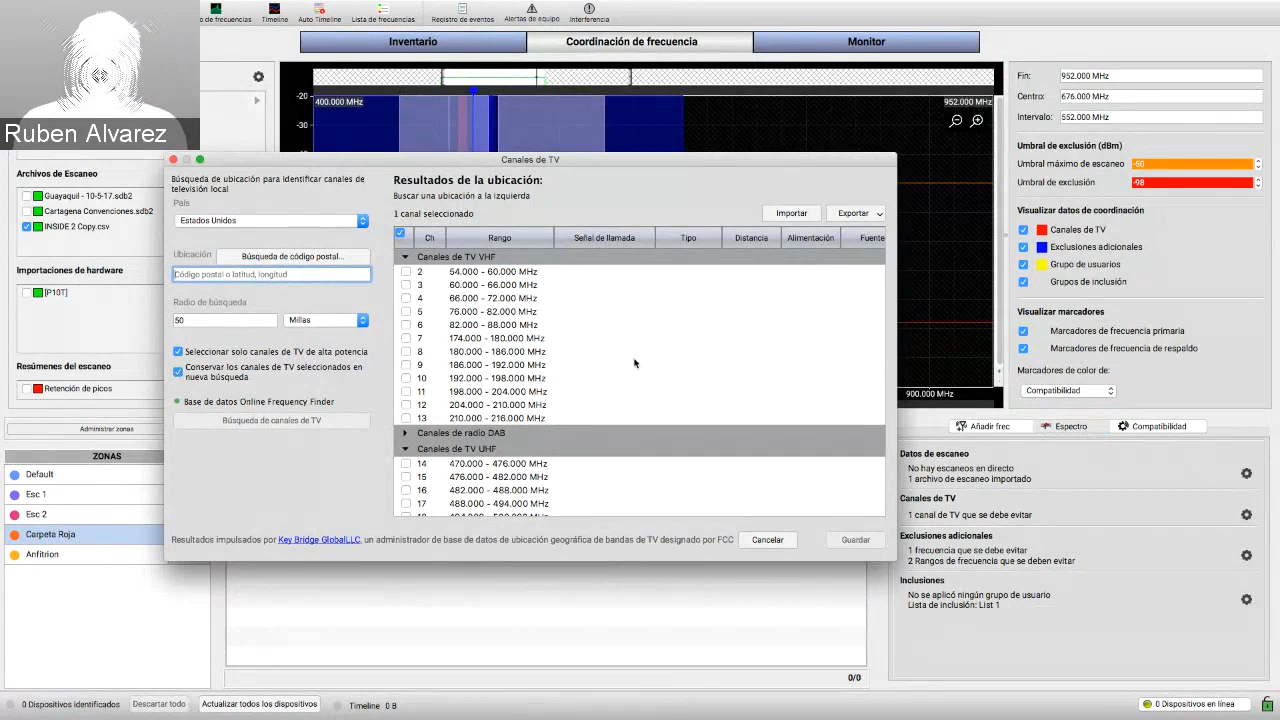 o de frecuencias
Timeline
Auto Timeline
Lista de frecuencias
Registro de eventos
Alertas de equipo
Interferencia
Inventario
Coordinación de frecuencia
Monitor
Ruben Alvarez
-20
-30
400.000 MHz
952.000 MHz
900.000 MHz
Fin:
952.000 MHz
Centro:
676.000 MHz
Intervalo:
552.000 MHz
Umbral de exclusión (dBm)
Umbral máximo de escaneo
-50
Umbral de exclusión
-98
Visualizar datos de coordinación
Canales de TV
Exclusiones adicionales
Grupo de usuarios
Grupos de inclusión
Visualizar marcadores
Marcadores de frecuencia primaria
Marcadores de frecuencia de respaldo
Marcadores de color de:
Compatibilidad
Archivos de Escaneo
Guayaquil - 10-5-17.sdb2
Cartagena Convenciones.sdb2
INSIDE 2 Copy.csv
Importaciones de hardware
[P10T]
Resúmenes del escaneo
Retención de picos
Administrar zonas
ZONAS
Default
Esc 1
Esc 2
Carpeta Roja
Anfitrion
Canales de TV
Búsqueda de ubicación para identificar canales de
televisión local
País
Estados Unidos
Ubicación
Búsqueda de código postal...
Código postal o latitud, longitud
Radio de búsqueda
50
Millas
Seleccionar solo canales de TV de alta potencia
Conservar los canales de TV seleccionados en
nueva búsqueda
Base de datos Online Frequency Finder
Búsqueda de canales de TV
Resultados de la ubicación:
Buscar una ubicación a la izquierda
1 canal seleccionado
Importar
Exportar
Ch Rango Señal de llamada Tipo Distancia Alimentación Fuente
Canales de TV VHF
2 54.000 - 60.000 MHz
3 60.000 - 66.000 MHz
4 66.000 - 72.000 MHz
5 76.000 - 82.000 MHz
6 82.000 - 88.000 MHz
7 174.000 - 180.000 MHz
8 180.000 - 186.000 MHz
9 186.000 - 192.000 MHz
10 192.000 - 198.000 MHz
11 198.000 - 204.000 MHz
12 204.000 - 210.000 MHz
13 210.000 - 216.000 MHz
Canales de radio DAB
Canales de TV UHF
14 470.000 - 476.000 MHz
15 476.000 - 482.000 MHz
16 482.000 - 488.000 MHz
17 488.000 - 494.000 MHz
Resultados impulsados por Key Bridge GlobalLLC, un administrador de base de datos de ubicación geográfica de bandas de TV designado por FCC
Cancelar
Guardar
Añadir frec
Espectro
Compatibilidad
Datos de escaneo
No hay escaneos en directo
1 archivo de escaneo importado
Canales de TV
1 canal de TV que se debe evitar
Exclusiones adicionales
1 frecuencia que se debe evitar
2 Rangos de frecuencia que se deben evitar
Inclusiones
No se aplicó ningún grupo de usuario
Lista de inclusión: List 1
0/0
0 Dispositivos identificados
Descartar todo
Actualizar todos los dispositivos
Timeline 0 B
0 Dispositivos en línea